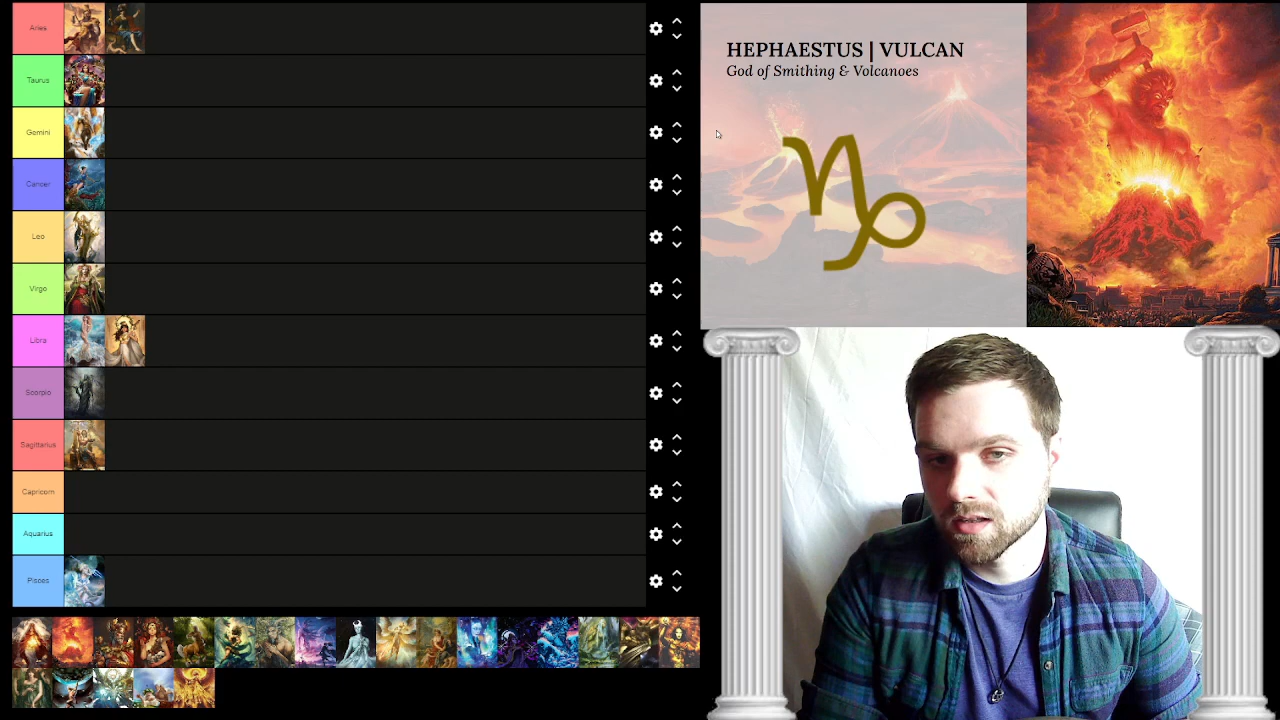 Aries
Taurus
Gemini
Cancer
Leo
Virgo
Libra
Scorpio
Sagittarius
Capricorn
Aquarius
Pisces
HEPHAESTUS | VULCAN
God of Smithing & Volcanoes